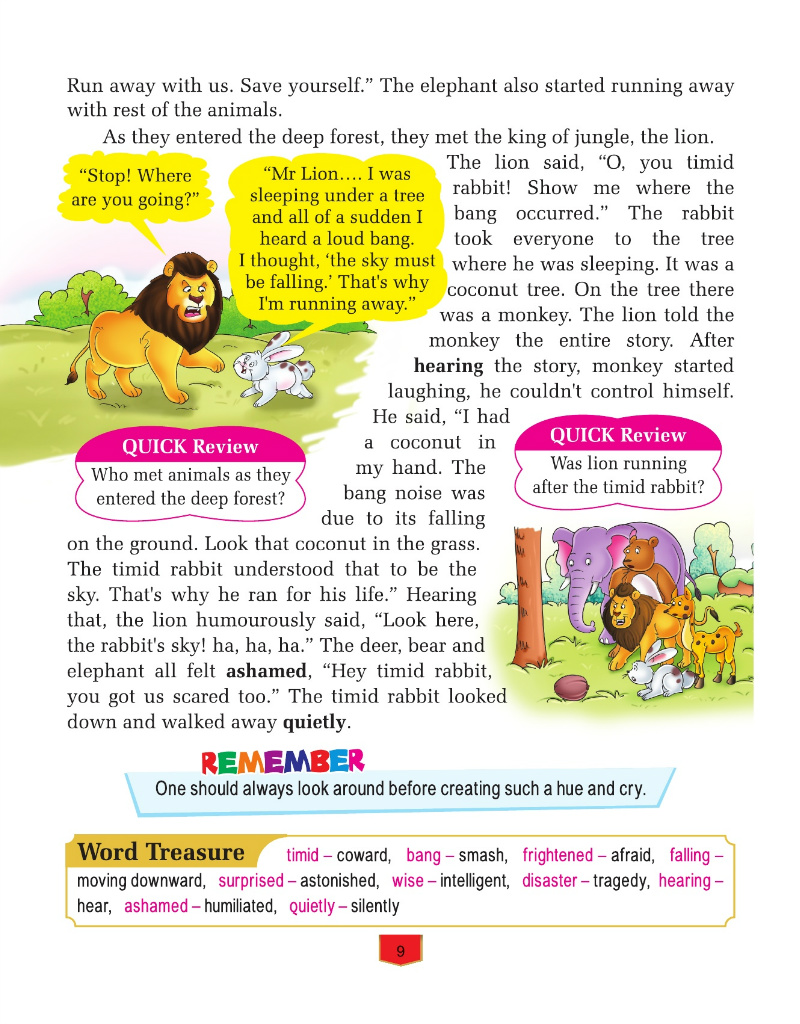 Run away with us. Save yourself.” The elephant also started running away
with rest of the animals.
As they entered the deep forest, they met the king of jungle, the lion.
“Stop! Where
are you going?”
“Mr Lion.... I was
sleeping under a tree
and all of a sudden I
heard a loud bang.
I thought, ‘the sky must
be falling.’ That's why
I'm running away.”
The lion said, “O, you timid
rabbit! Show me where the
bang occurred.” The rabbit
took everyone to the tree
where he was sleeping. It was a
coconut tree. On the tree there
was a monkey. The lion told the
monkey the entire story. After
hearing the story, monkey started
laughing, he couldn't control himself.
He said, “I had
a coconut in
my hand. The
bang noise was
due to its falling
QUICK Review
Who met animals as they
entered the deep forest?
QUICK Review
Was lion running
after the timid rabbit?
on the ground. Look that coconut in the grass.
The timid rabbit understood that to be the
sky. That's why he ran for his life.” Hearing
that, the lion humourously said, “Look here,
the rabbit's sky! ha, ha, ha.” The deer, bear and
elephant all felt ashamed, “Hey timid rabbit,
you got us scared too.” The timid rabbit looked
down and walked away quietly.
REMEMBER
One should always look around before creating such a hue and cry.
Word Treasure timid – coward, bang – smash, frightened – afraid, falling –
moving downward, surprised – astonished, wise – intelligent, disaster – tragedy, hearing –
hear, ashamed – humiliated, quietly – silently
9